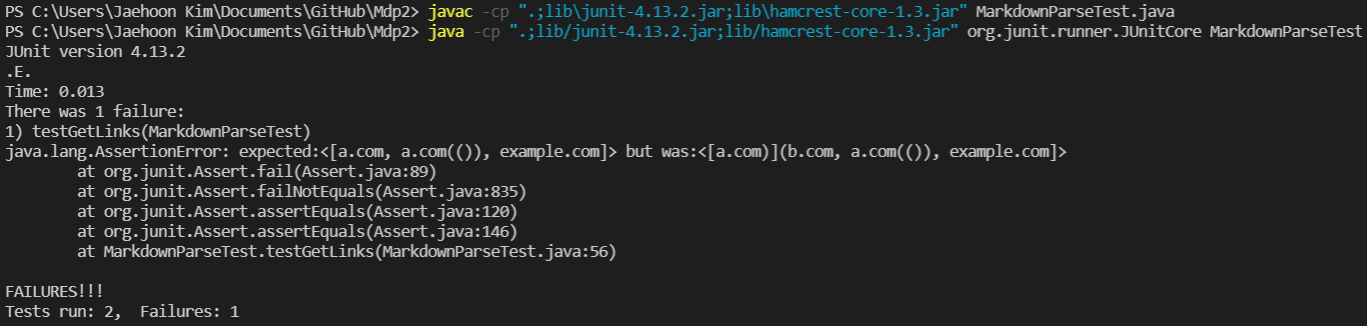 PS C:\Users\Jaehoon Kim\Documents\GitHub\Mdp2> javac -cp ".;lib\junit-4.13.2.jar;lib\hamcrest-core-1.3.jar" MarkdownParseTest.java
PS C:\Users\Jaehoon Kim\Documents\GitHub\Mdp2> java -cp ".;lib/junit-4.13.2.jar;lib/hamcrest-core-1.3.jar" org.junit.runner.JUnitCore MarkdownParseTest
JUnit version 4.13.2
.E.
Time: 0.013
There was 1 failure:
1) testGetLinks(MarkdownParseTest)
java.lang.AssertionError: expected:<[a.com, a.com(()), example.com]> but was:<[a.com)](b.com, a.com(()), example.com]>
        at org.junit.Assert.fail(Assert.java:89)
        at org.junit.Assert.failNotEquals(Assert.java:835)
        at org.junit.Assert.assertEquals(Assert.java:120)
        at org.junit.Assert.assertEquals(Assert.java:146)
        at MarkdownParseTest.testGetLinks(MarkdownParseTest.java:56)

FAILURES!!!
Tests run: 2,  Failures: 1